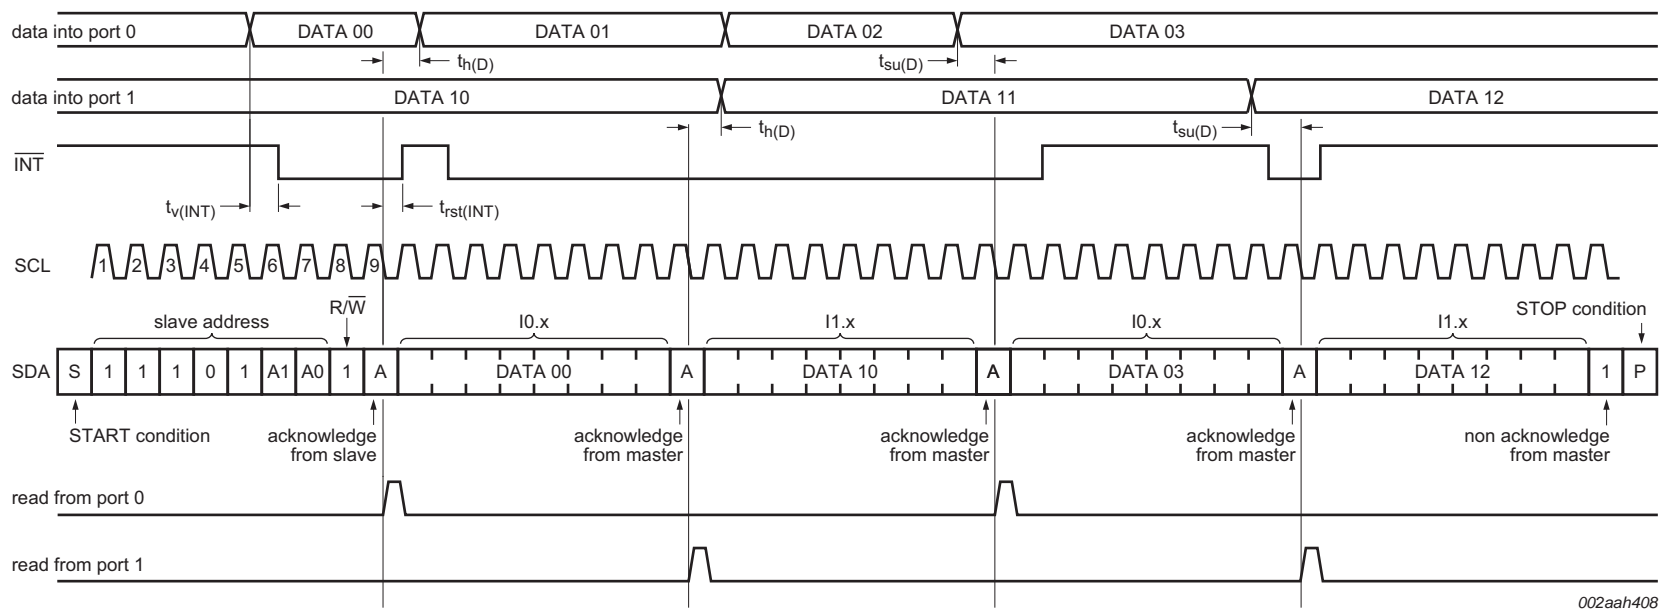 data into port 0
DATA 00
DATA 01
DATA 02
DATA 03
th(D)
tsu(D)
data into port 1
DATA 10
DATA 11
DATA 12
th(D)
tsu(D)
INT
tv(INT)
trst(INT)
SCL
1 2 3 4 5 6 7 8 9
R/W
STOP condition
slave address
I0.x
I1.x
I0.x
I1.x
SDA
S 1 1 1 0 1 A1 A0 1 A DATA 00 A DATA 10 A DATA 03 A DATA 12 1 P
START condition
acknowledge
from slave
acknowledge
from master
acknowledge
from master
acknowledge
from master
non acknowledge
from master
read from port 0
read from port 1
002aah408